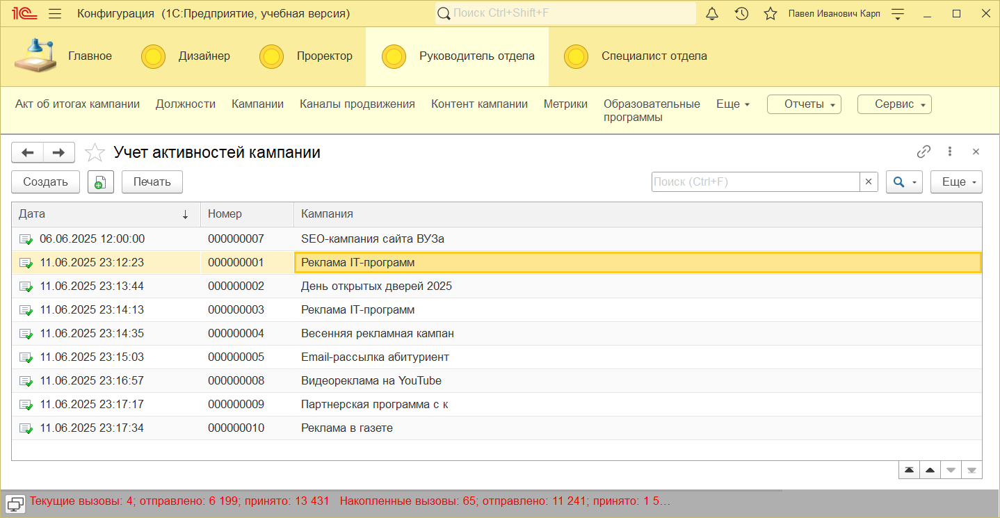 1С Конфигурация (1С:Предприятие, учебная версия) Поиск Ctrl+Shift+F Павел Иванович Карп
Главное Дизайнер Проректор Руководитель отдела Специалист отдела
Акт об итогах кампании Должности Кампании Каналы продвижения Контент кампании Метрики Образовательные программы Еще Отчеты Сервис
Учет активностей кампании
Создать Печать Поиск (Ctrl+F) Еще
Дата Номер Кампания
06.06.2025 12:00:00 000000007 SEO-кампания сайта ВУЗа
11.06.2025 23:12:23 000000001 Реклама IT-программ
11.06.2025 23:13:44 000000002 День открытых дверей 2025
11.06.2025 23:14:13 000000003 Реклама IT-программ
11.06.2025 23:14:35 000000004 Весенняя рекламная кампан
11.06.2025 23:15:03 000000005 Email-рассылка абитуриент
11.06.2025 23:16:57 000000008 Видеореклама на YouTube
11.06.2025 23:17:17 000000009 Партнерская программа с к
11.06.2025 23:17:34 000000010 Реклама в газете
Текущие вызовы: 4; отправлено: 6 199; принято: 13 431 Накопленные вызовы: 65; отправлено: 11 241; принято: 1 5…